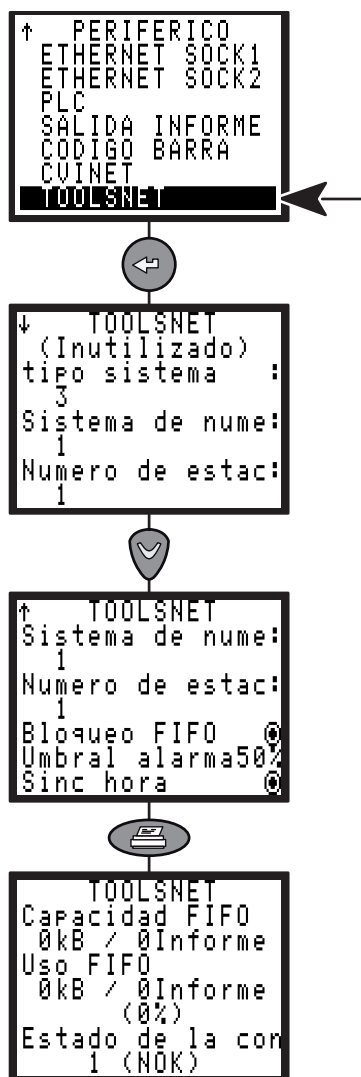 ↑ PERIFERICO
ETHERNET SOCK1
ETHERNET SOCK2
PLC
SALIDA INFORME
CODIGO BARRA
CVINET
TOOLSNET
↓ TOOLSNET
(Inutilizado)
tipo sistema :
3
Sistema de nume:
1
Numero de estac:
1
↑ TOOLSNET
Sistema de nume:
1
Numero de estac:
1
Bloqueo FIFO
Umbral alarma50%
Sinc hora
TOOLSNET
Capacidad FIFO
0kB / 0Informe
Uso FIFO
0kB / 0Informe
(0%)
Estado de la con
1 (NOK)